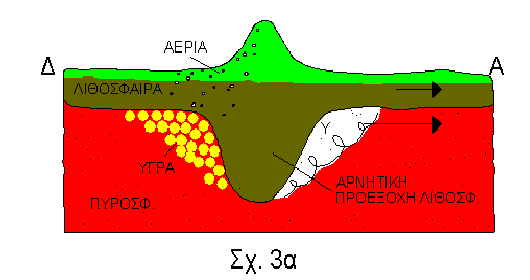 ΑΕΡΙΑ
Δ
Α
ΛΙΘΟΣΦΑΙΡΑ
Υ
ΥΓΡΑ
ΑΡΝΗΤΙΚΗ
ΠΡΟΕΞΟΧΗ ΛΙΘΟΣΦ.
ΠΥΡΟΣΦ.
Σχ. 3α